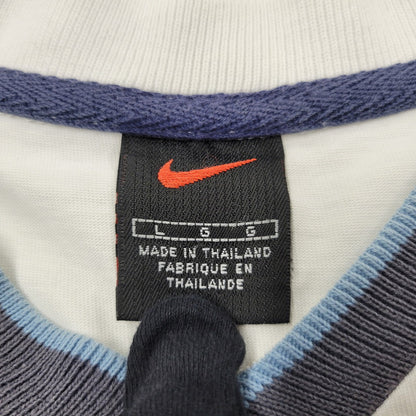 L G G
MADE IN THAILAND
FABRIQUE EN
THAILANDE